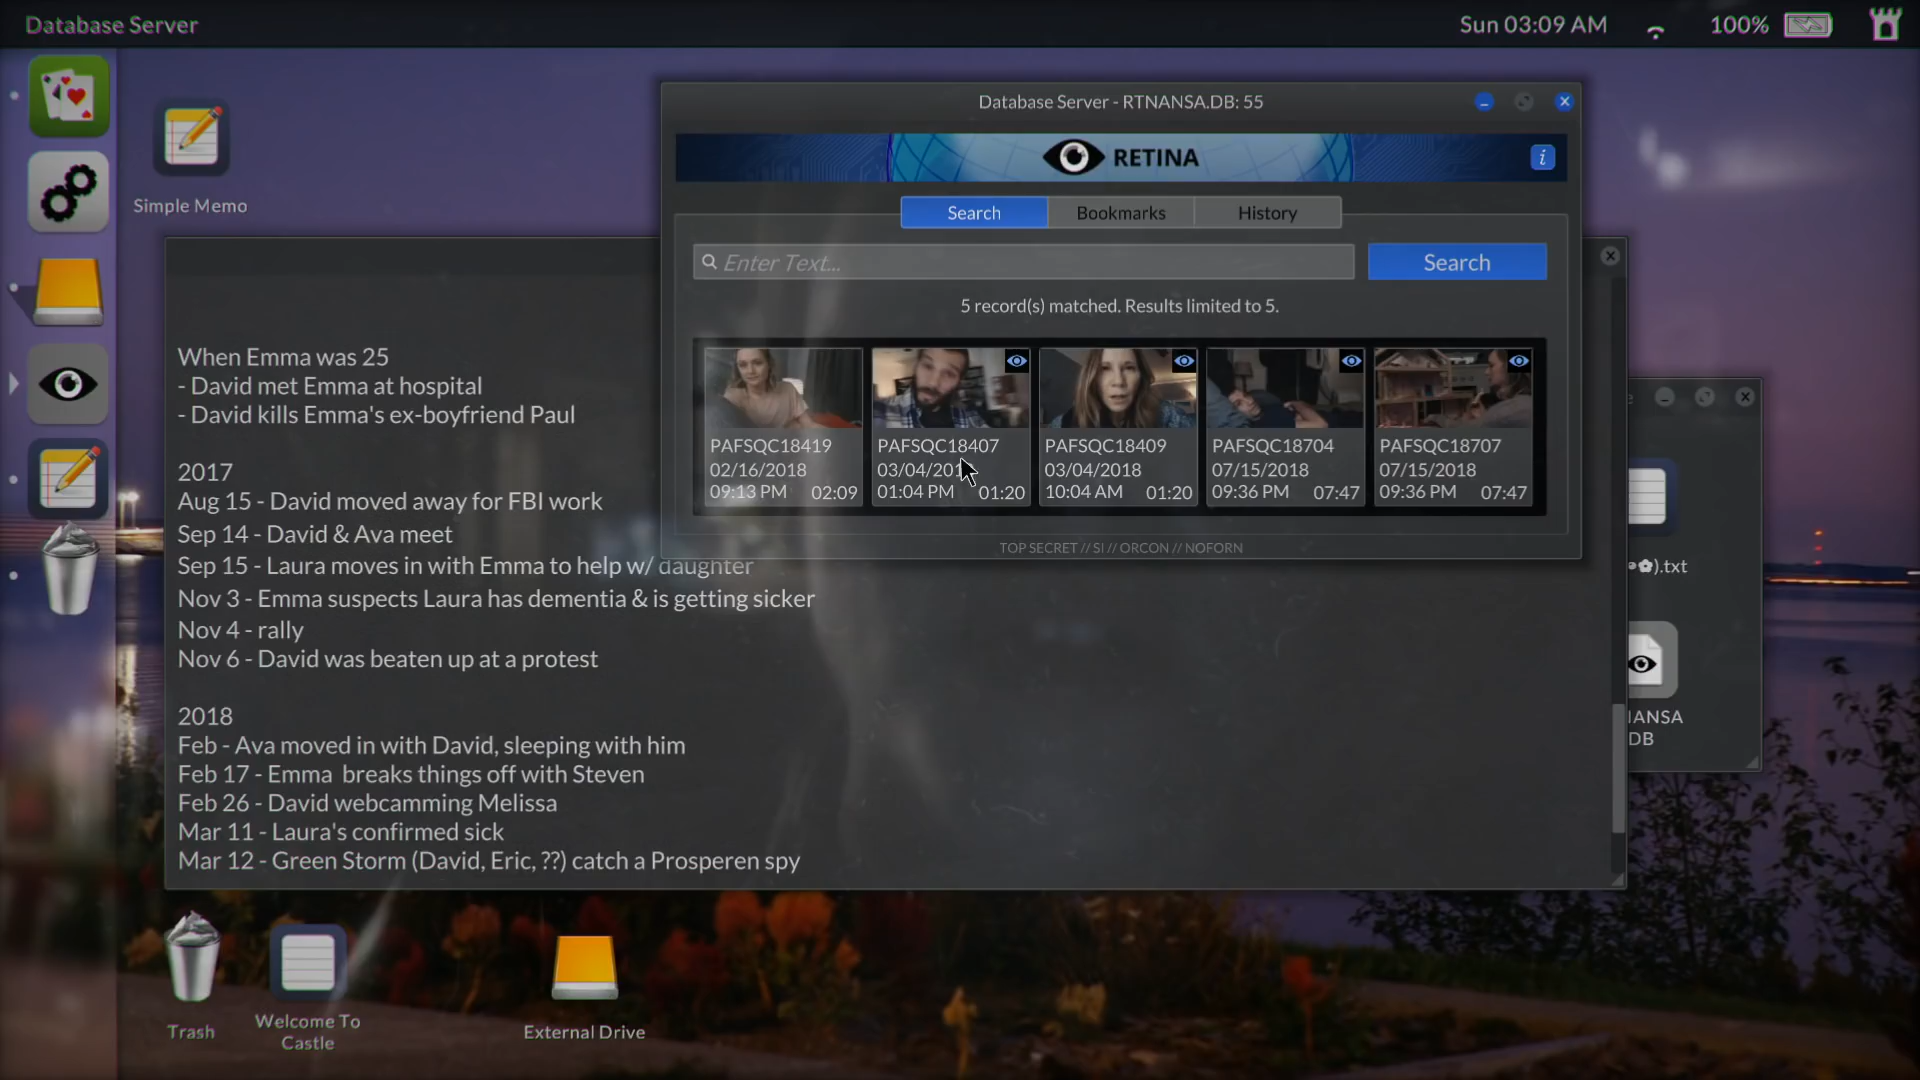 Database Server
Sun 03:09 AM
100%
Simple Memo
Database Server - RTNANSA.DB: 55
RETINA
i
Search
Bookmarks
History
Enter Text...
Search
5 record(s) matched. Results limited to 5.
PAFSQC18419
02/16/2018
09:13 PM 02:09
PAFSQC18407
03/04/201
01:04 PM 01:20
PAFSQC18409
03/04/2018
10:04 AM 01:20
PAFSQC18704
07/15/2018
09:36 PM 07:47
PAFSQC18707
07/15/2018
09:36 PM 07:47
TOP SECRET // SI // ORCON // NOFORN
When Emma was 25
- David met Emma at hospital
- David kills Emma's ex-boyfriend Paul
2017
Aug 15 - David moved away for FBI work
Sep 14 - David & Ava meet
Sep 15 - Laura moves in with Emma to help w/ daughter
Nov 3 - Emma suspects Laura has dementia & is getting sicker
Nov 4 - rally
Nov 6 - David was beaten up at a protest
2018
Feb - Ava moved in with David, sleeping with him
Feb 17 - Emma  breaks things off with Steven
Feb 26 - David webcamming Melissa
Mar 11 - Laura's confirmed sick
Mar 12 - Green Storm (David, Eric, ??) catch a Prosperen spy
✿).txt
NANSA
DB
Trash
Welcome To
Castle
External Drive